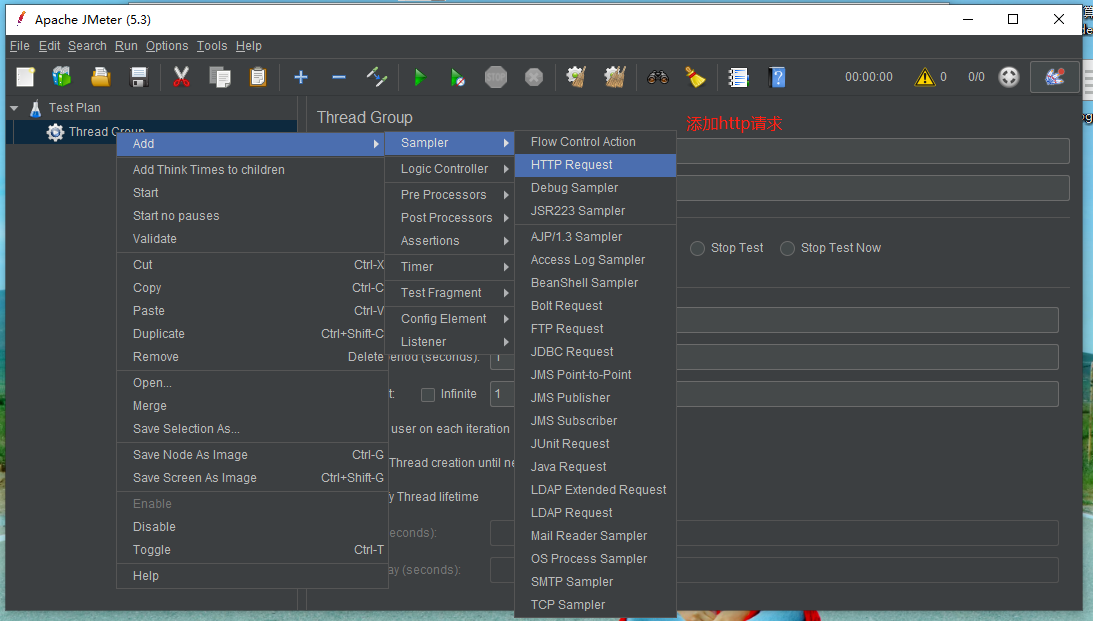 Apache JMeter (5.3)
File Edit Search Run Options Tools Help
STOP
00:00:00 0 0/0
Test Plan
Thread Group
Thread Group
添加http请求
Add
Add Think Times to children
Start
Start no pauses
Validate
Cut Ctrl-X
Copy Ctrl-C
Paste Ctrl-V
Duplicate Ctrl+Shift-C
Remove Delete
Open...
Merge
Save Selection As...
Save Node As Image Ctrl-G
Save Screen As Image Ctrl+Shift-G
Enable
Disable
Toggle Ctrl-T
Help
Sampler
Logic Controller
Pre Processors
Post Processors
Assertions
Timer
Test Fragment
Config Element
Listener
Flow Control Action
HTTP Request
Debug Sampler
JSR223 Sampler
AJP/1.3 Sampler
Access Log Sampler
BeanShell Sampler
Bolt Request
FTP Request
JDBC Request
JMS Point-to-Point
JMS Publisher
JMS Subscriber
JUnit Request
Java Request
LDAP Extended Request
LDAP Request
Mail Reader Sampler
OS Process Sampler
SMTP Sampler
TCP Sampler
Stop Test Stop Test Now
(seconds): 1
Infinite 1
user on each iteration
Thread creation until
Thread lifetime
(seconds):